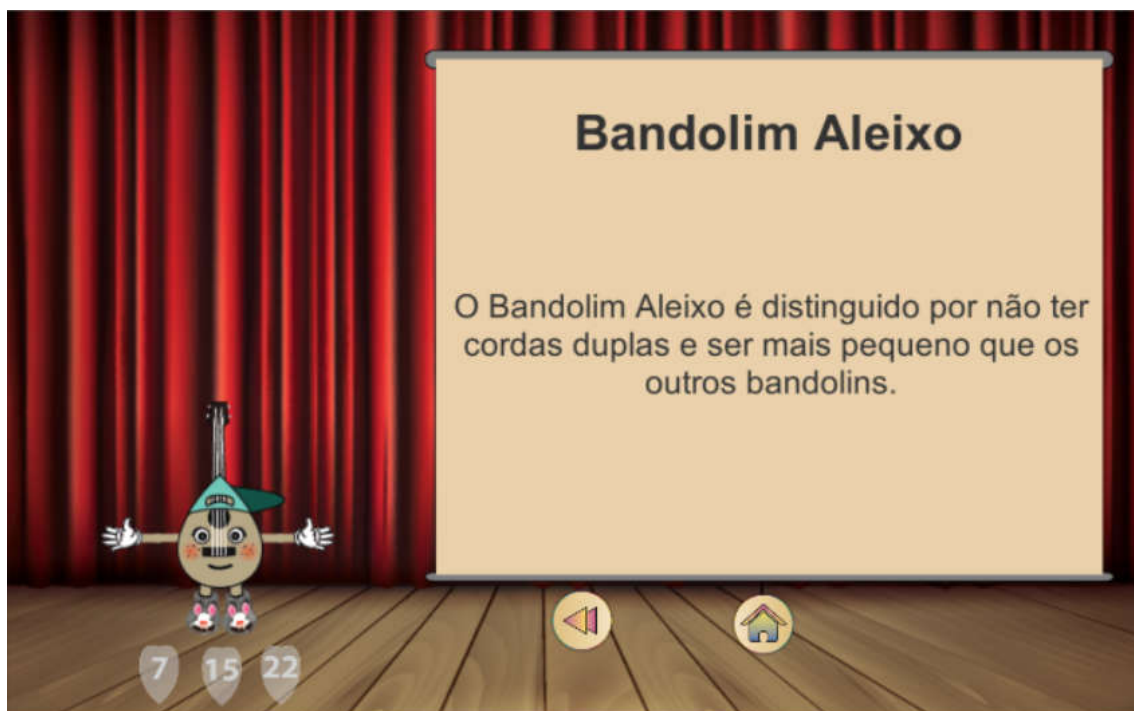 Bandolim Aleixo
O Bandolim Aleixo é distinguido por não ter
cordas duplas e ser mais pequeno que os
outros bandolins.
7 15 22